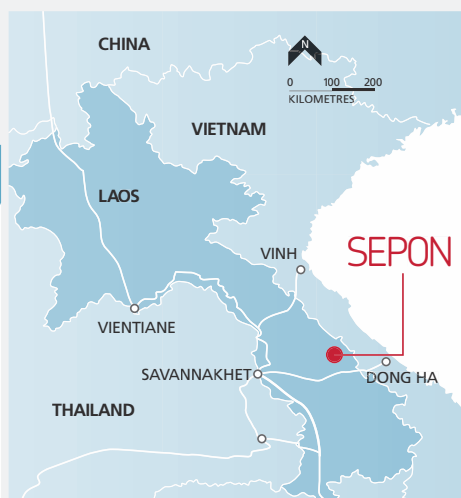 CHINA
N
0 100 200
KILOMETRES
VIETNAM
LAOS
VINH
SEPON
VIENTIANE
SAVANNAKHET
DONG HA
THAILAND